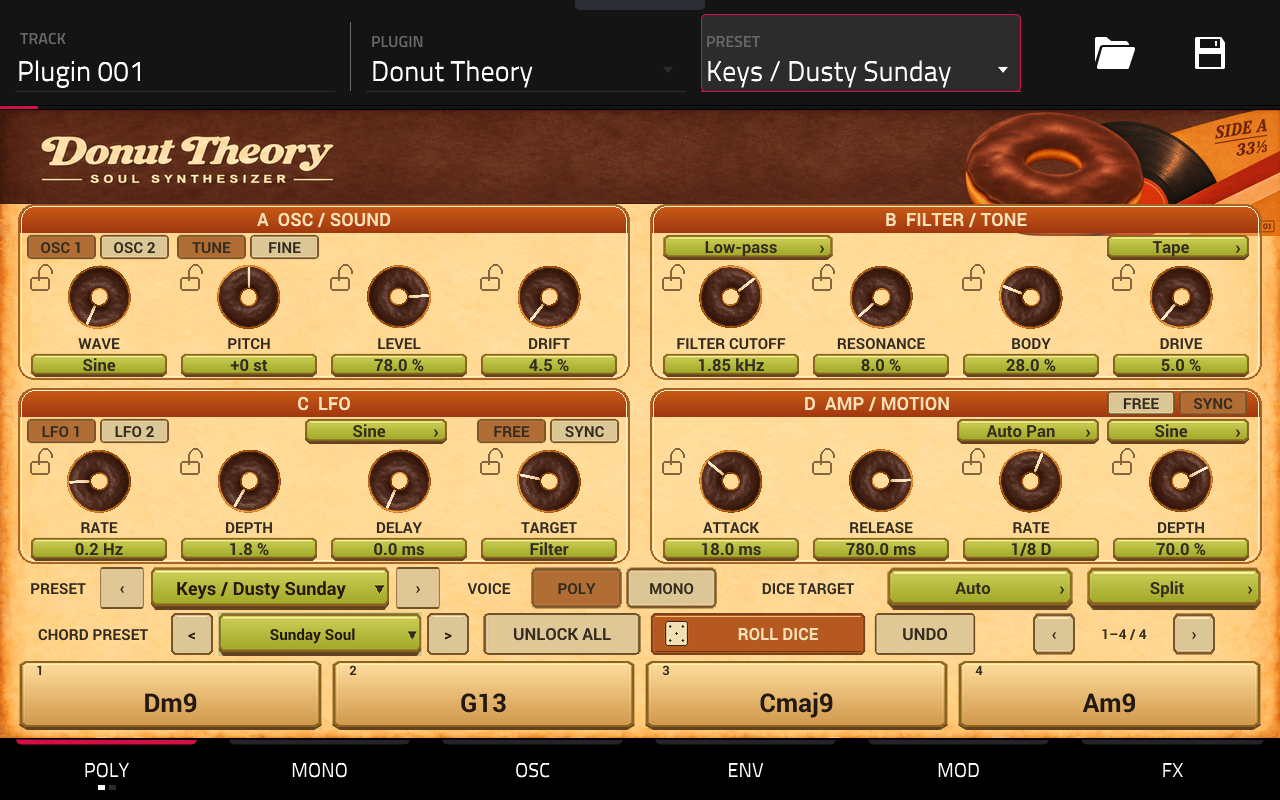 TRACK
Plugin 001
PLUGIN
Donut Theory
PRESET
Keys / Dusty Sunday
Donut Theory
SOUL SYNTHESIZER
SIDE A
33⅓
01
A OSC / SOUND
OSC 1 OSC 2 TUNE FINE
WAVE PITCH LEVEL DRIFT
Sine +0 st 78.0 % 4.5 %
B FILTER / TONE
Low-pass › Tape ›
FILTER CUTOFF RESONANCE BODY DRIVE
1.85 kHz 8.0 % 28.0 % 5.0 %
C LFO
LFO 1 LFO 2 Sine › FREE SYNC
RATE DEPTH DELAY TARGET
0.2 Hz 1.8 % 0.0 ms Filter
D AMP / MOTION FREE SYNC
Auto Pan › Sine ›
ATTACK RELEASE RATE DEPTH
18.0 ms 780.0 ms 1/8 D 70.0 %
PRESET ‹ Keys / Dusty Sunday ▾ › VOICE POLY MONO DICE TARGET Auto › Split ›
CHORD PRESET < Sunday Soul ▾ > UNLOCK ALL ROLL DICE UNDO ‹ 1–4 / 4 ›
1 2 3 4
Dm9 G13 Cmaj9 Am9
POLY MONO OSC ENV MOD FX